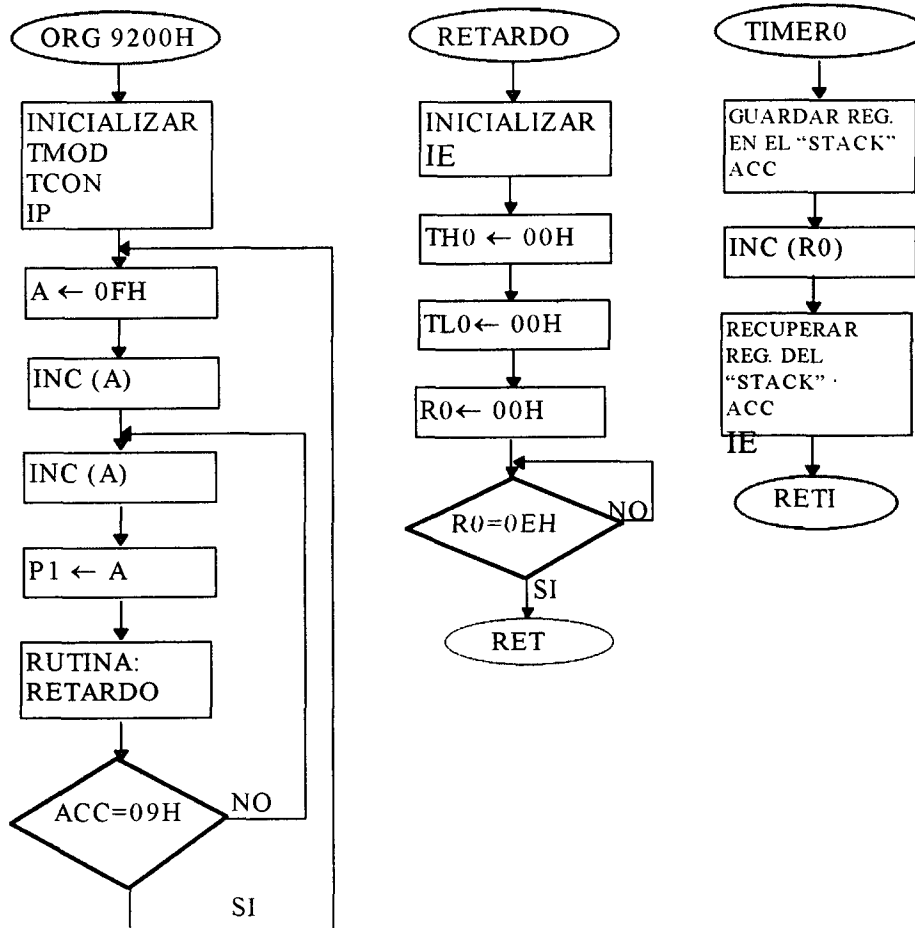 ORG 9200H
INICIALIZAR
TMOD
TCON
IP
A ← 0FH
INC (A)
INC (A)
P1 ← A
RUTINA:
RETARDO
ACC=09H
NO
SI
RETARDO
INICIALIZAR
IE
TH0 ← 00H
TL0← 00H
R0← 00H
R0=0EH
NO
SI
RET
TIMER0
GUARDAR REG.
EN EL “STACK”
ACC
INC (R0)
RECUPERAR
REG. DEL
“STACK”
ACC
IE
RETI